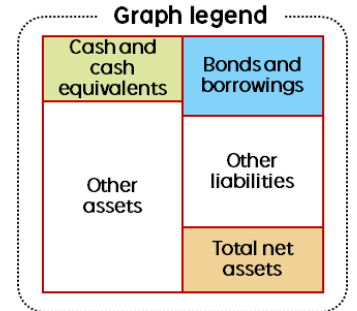 Graph legend
Cash and
cash
equivalents
Other
assets
Bonds and
borrowings
Other
liabilities
Total net
assets